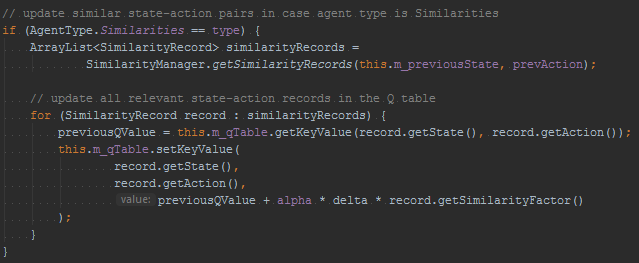 // update similar state-action pairs in case agent type is Similarities
if (AgentType.Similarities == type) {
    ArrayList<SimilarityRecord> similarityRecords =
            SimilarityManager.getSimilarityRecords(this.m_previousState, prevAction);
    // update all relevant state-action records in the Q table
    for (SimilarityRecord record : similarityRecords) {
        previousQValue = this.m_qTable.getKeyValue(record.getState(), record.getAction());
        this.m_qTable.setKeyValue(
                record.getState(),
                record.getAction(),
                value: previousQValue + alpha * delta * record.getSimilarityFactor()
        );
    }
}